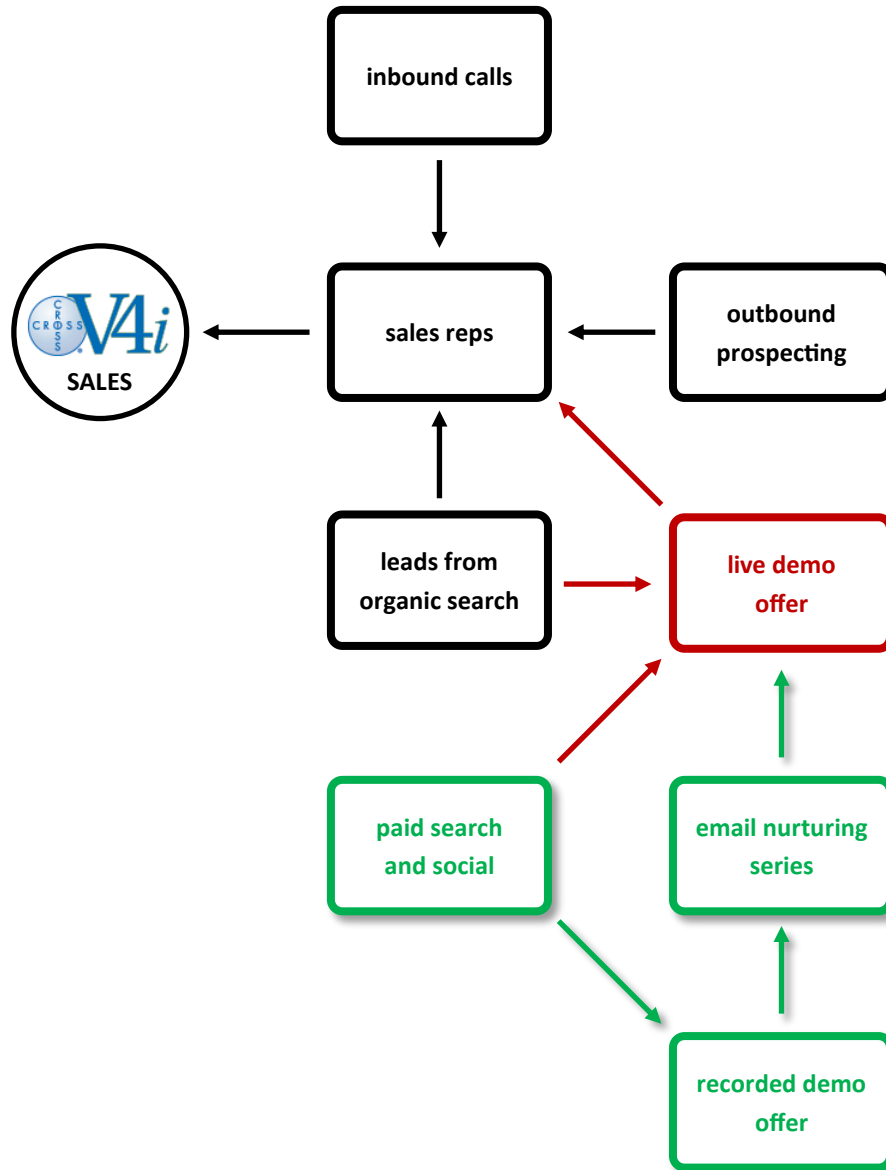 inbound calls
CROSS
CROSS
V4i
SALES
sales reps
outbound
prospecting
leads from
organic search
live demo
offer
paid search
and social
email nurturing
series
recorded demo
offer